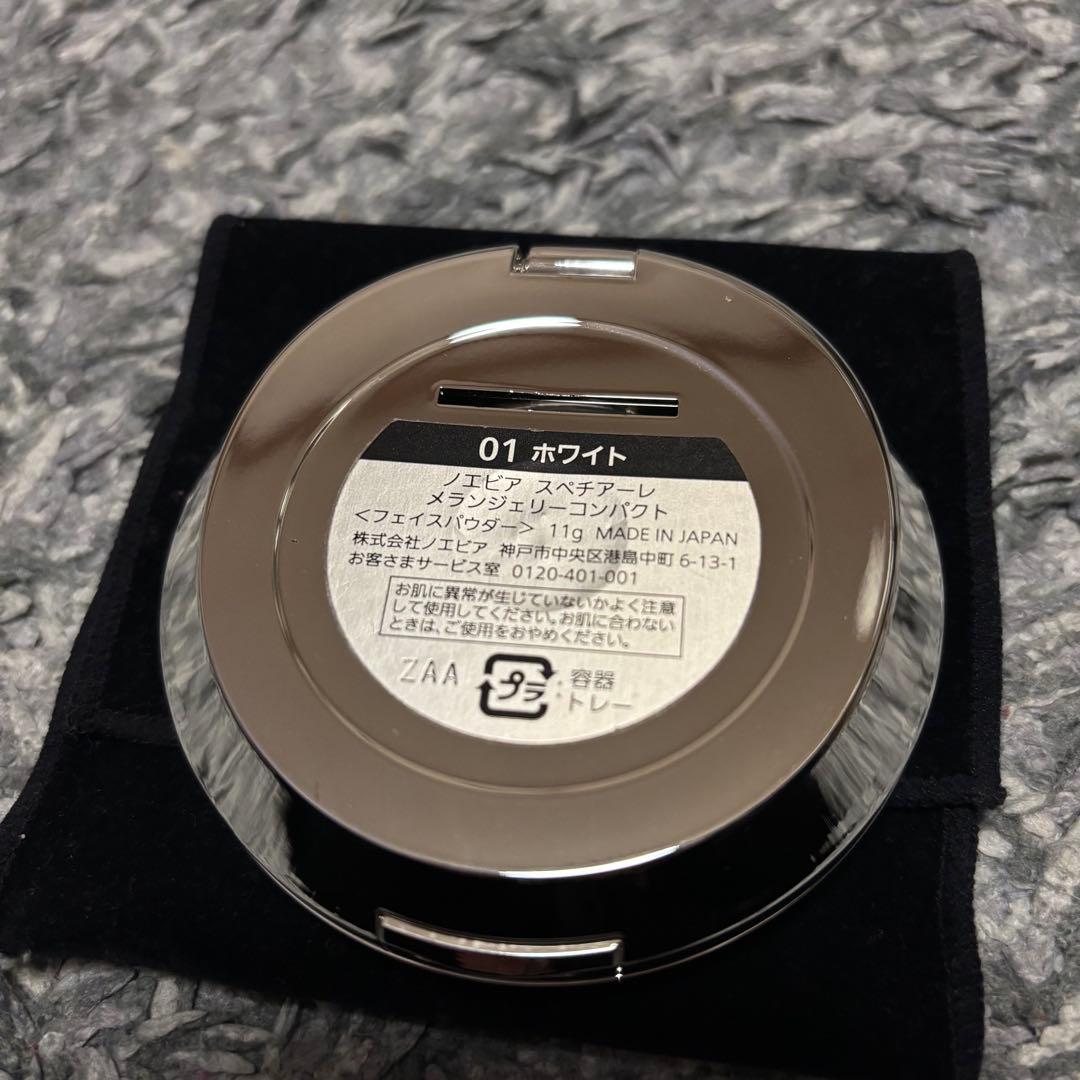 01 ホワイト
ノエビア スペチアーレ
メランジェリーコンパクト
＜フェイスパウダー＞ 11g MADE IN JAPAN
株式会社ノエビア 神戸市中央区港島中町 6-13-1
お客さまサービス室 0120-401-001
お肌に異常が生じていないかよく注意
して使用してください。お肌に合わない
ときは、ご使用をおやめください。
ZAA プラ :容器
:トレー